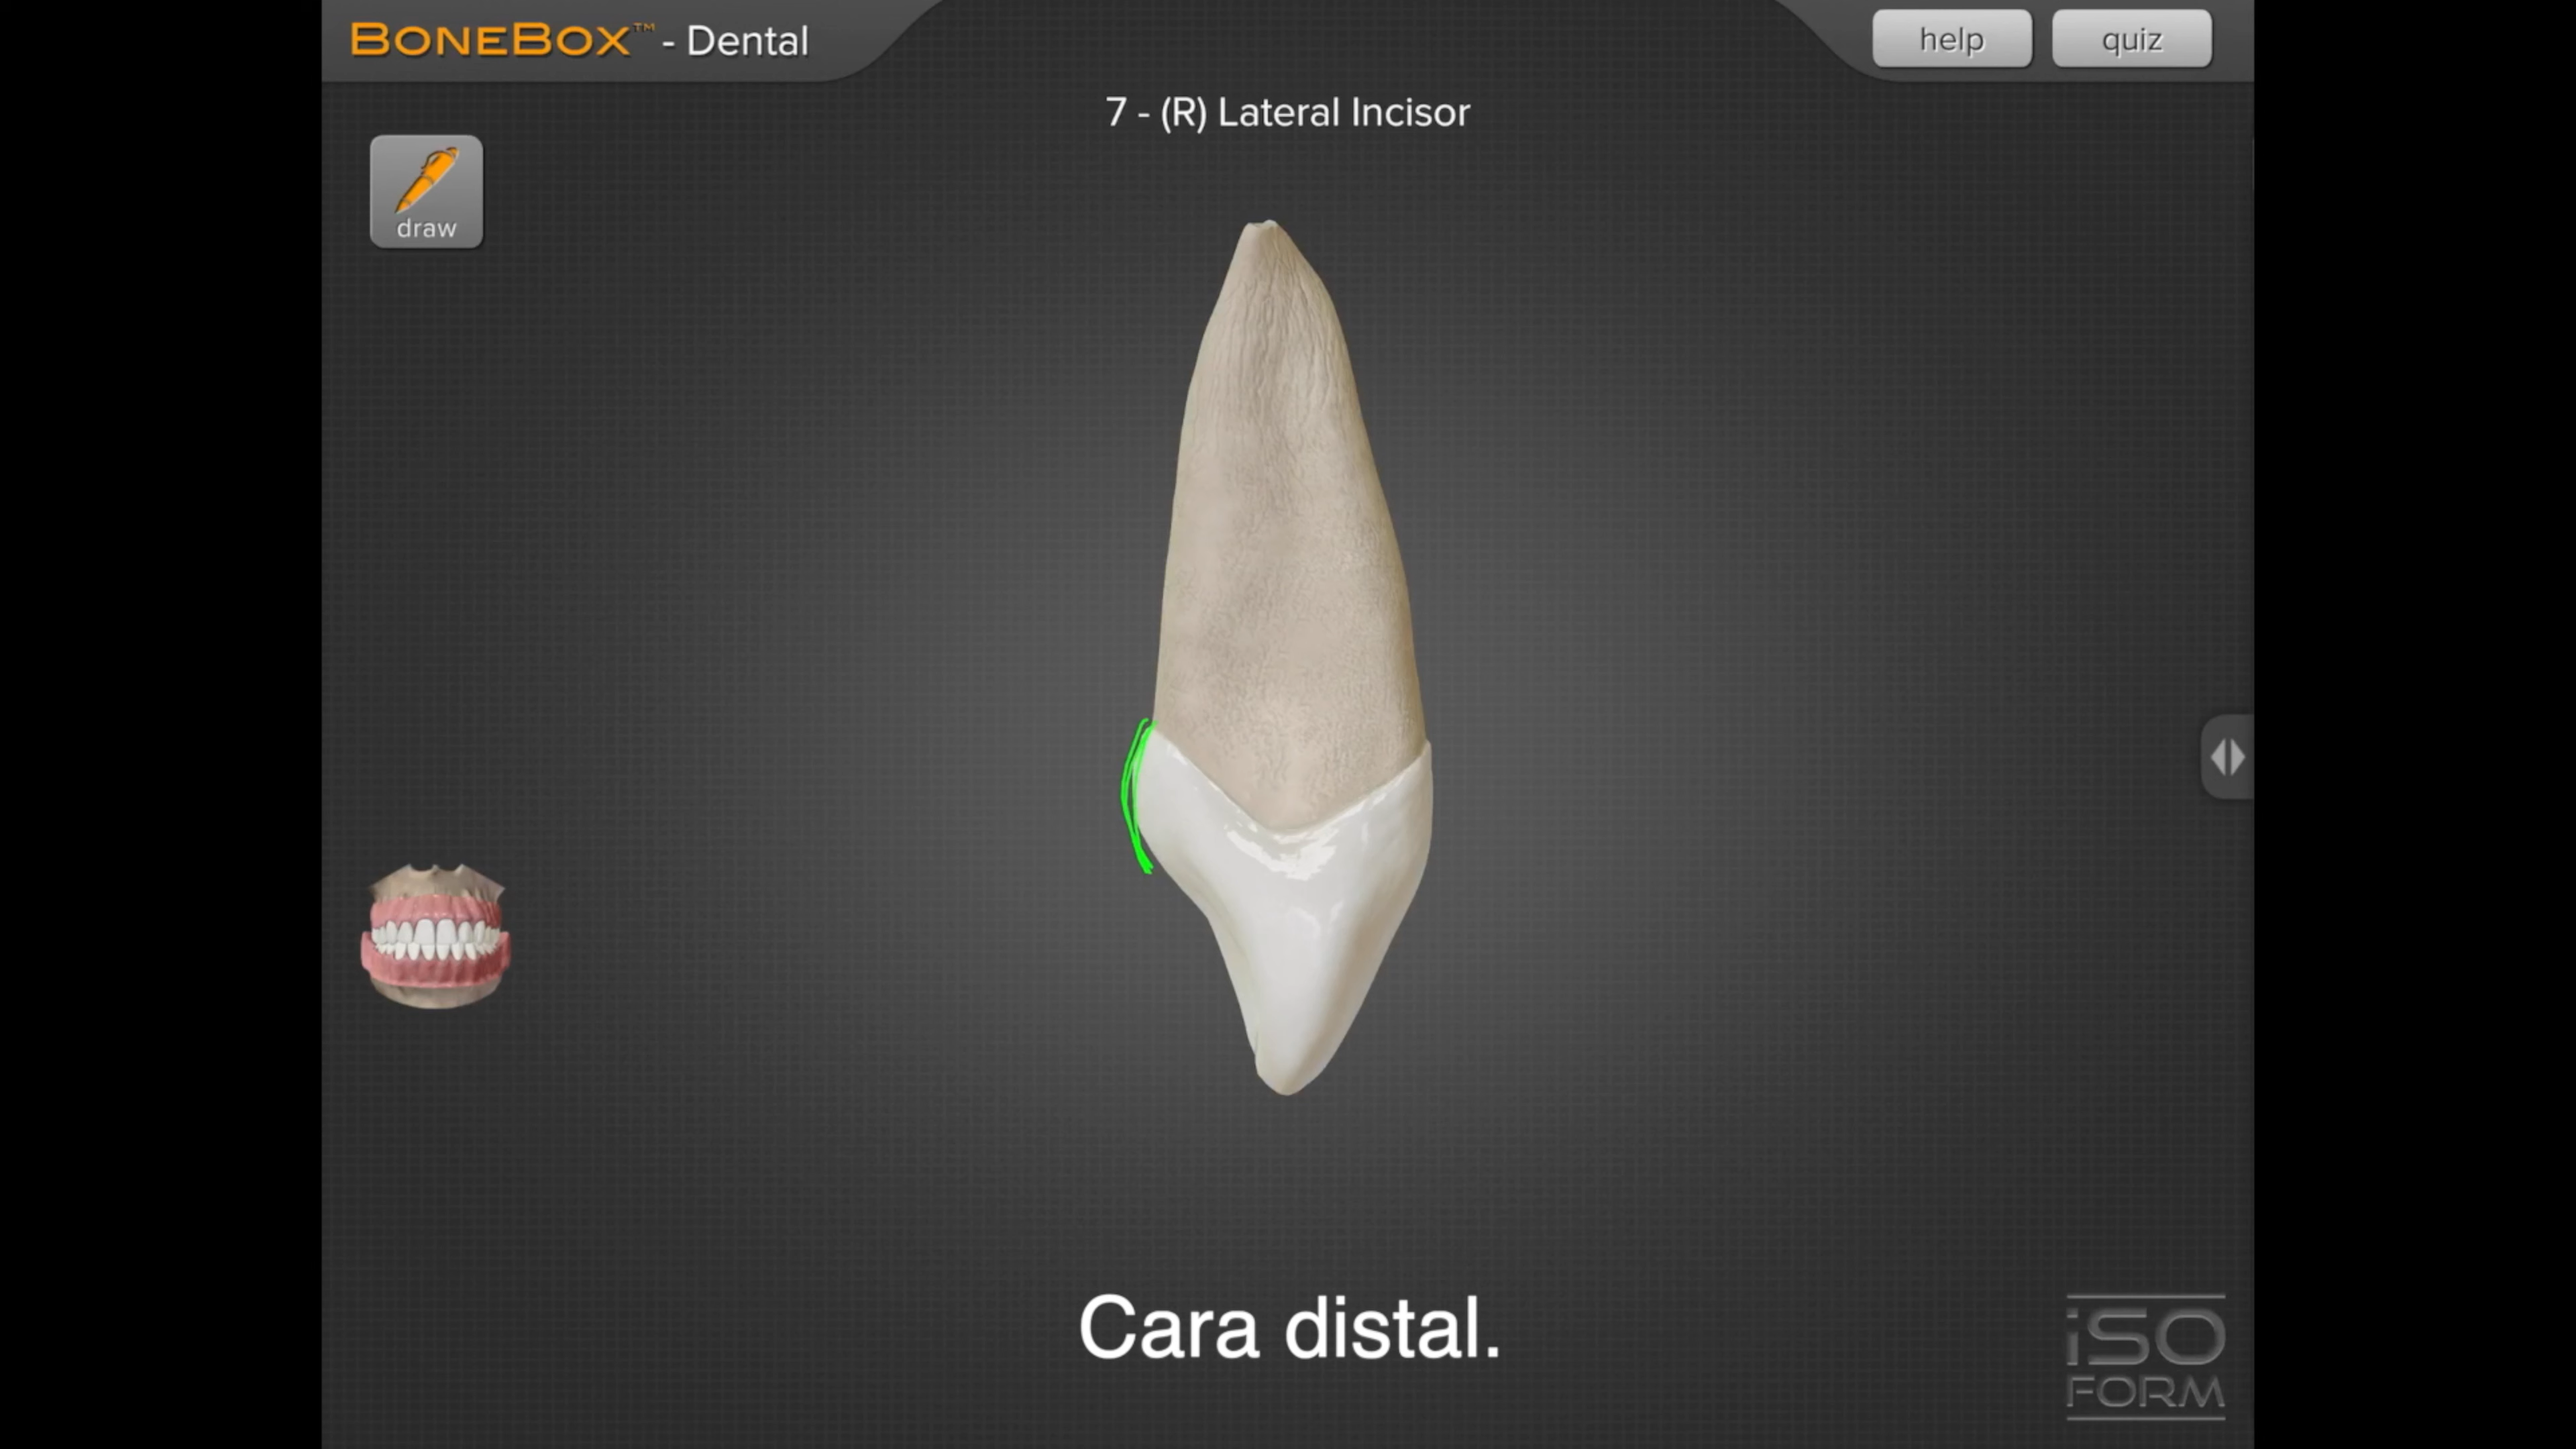 BONEBOX™ - Dental
help
quiz
7 - (R) Lateral Incisor
draw
Cara distal.
iSO
FORM